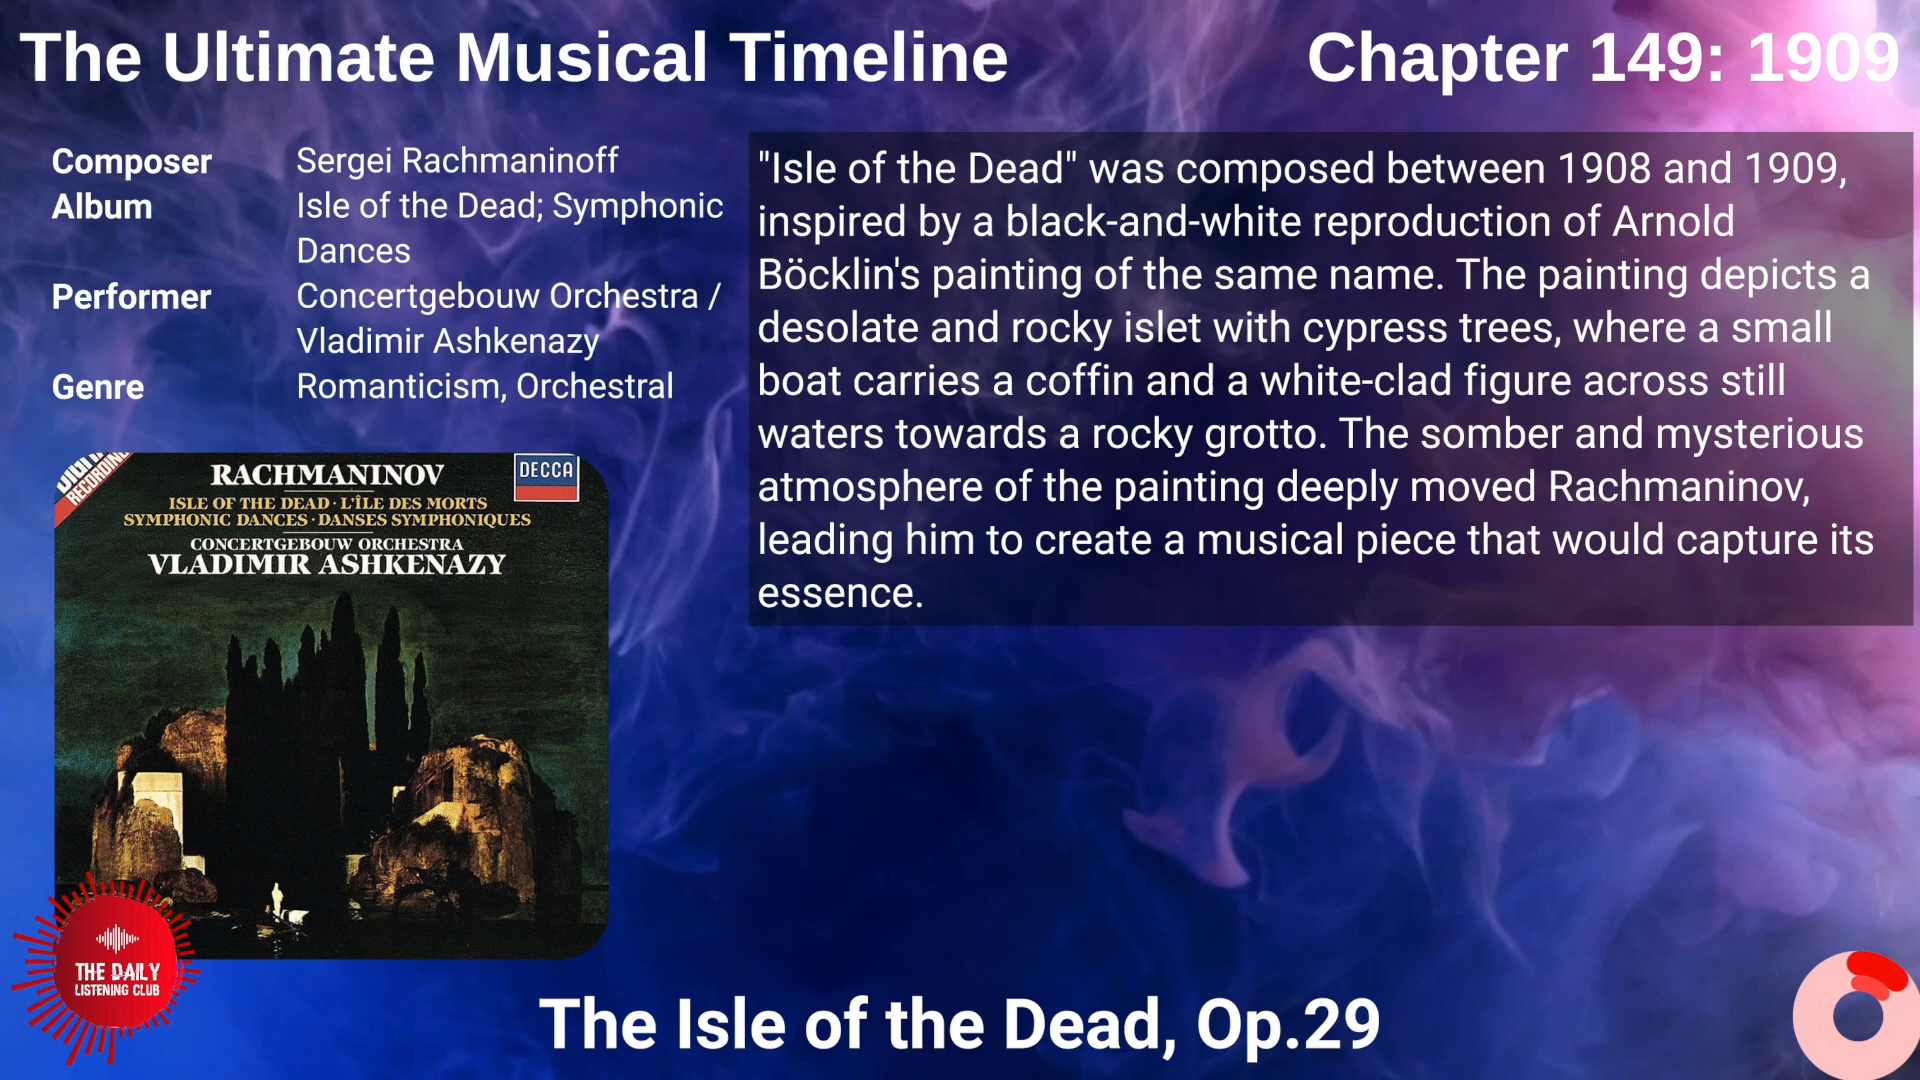 The Ultimate Musical Timeline
Chapter 149: 1909
Composer Sergei Rachmaninoff
Album Isle of the Dead; Symphonic
Dances
Performer Concertgebouw Orchestra /
Vladimir Ashkenazy
Genre Romanticism, Orchestral
"Isle of the Dead" was composed between 1908 and 1909,
inspired by a black-and-white reproduction of Arnold
Böcklin's painting of the same name. The painting depicts a
desolate and rocky islet with cypress trees, where a small
boat carries a coffin and a white-clad figure across still
waters towards a rocky grotto. The somber and mysterious
atmosphere of the painting deeply moved Rachmaninov,
leading him to create a musical piece that would capture its
essence.
RECORDING
RACHMANINOV
DECCA
ISLE OF THE DEAD · L'ÎLE DES MORTS
SYMPHONIC DANCES · DANSES SYMPHONIQUES
CONCERTGEBOUW ORCHESTRA
VLADIMIR ASHKENAZY
THE DAILY
LISTENING CLUB
The Isle of the Dead, Op.29